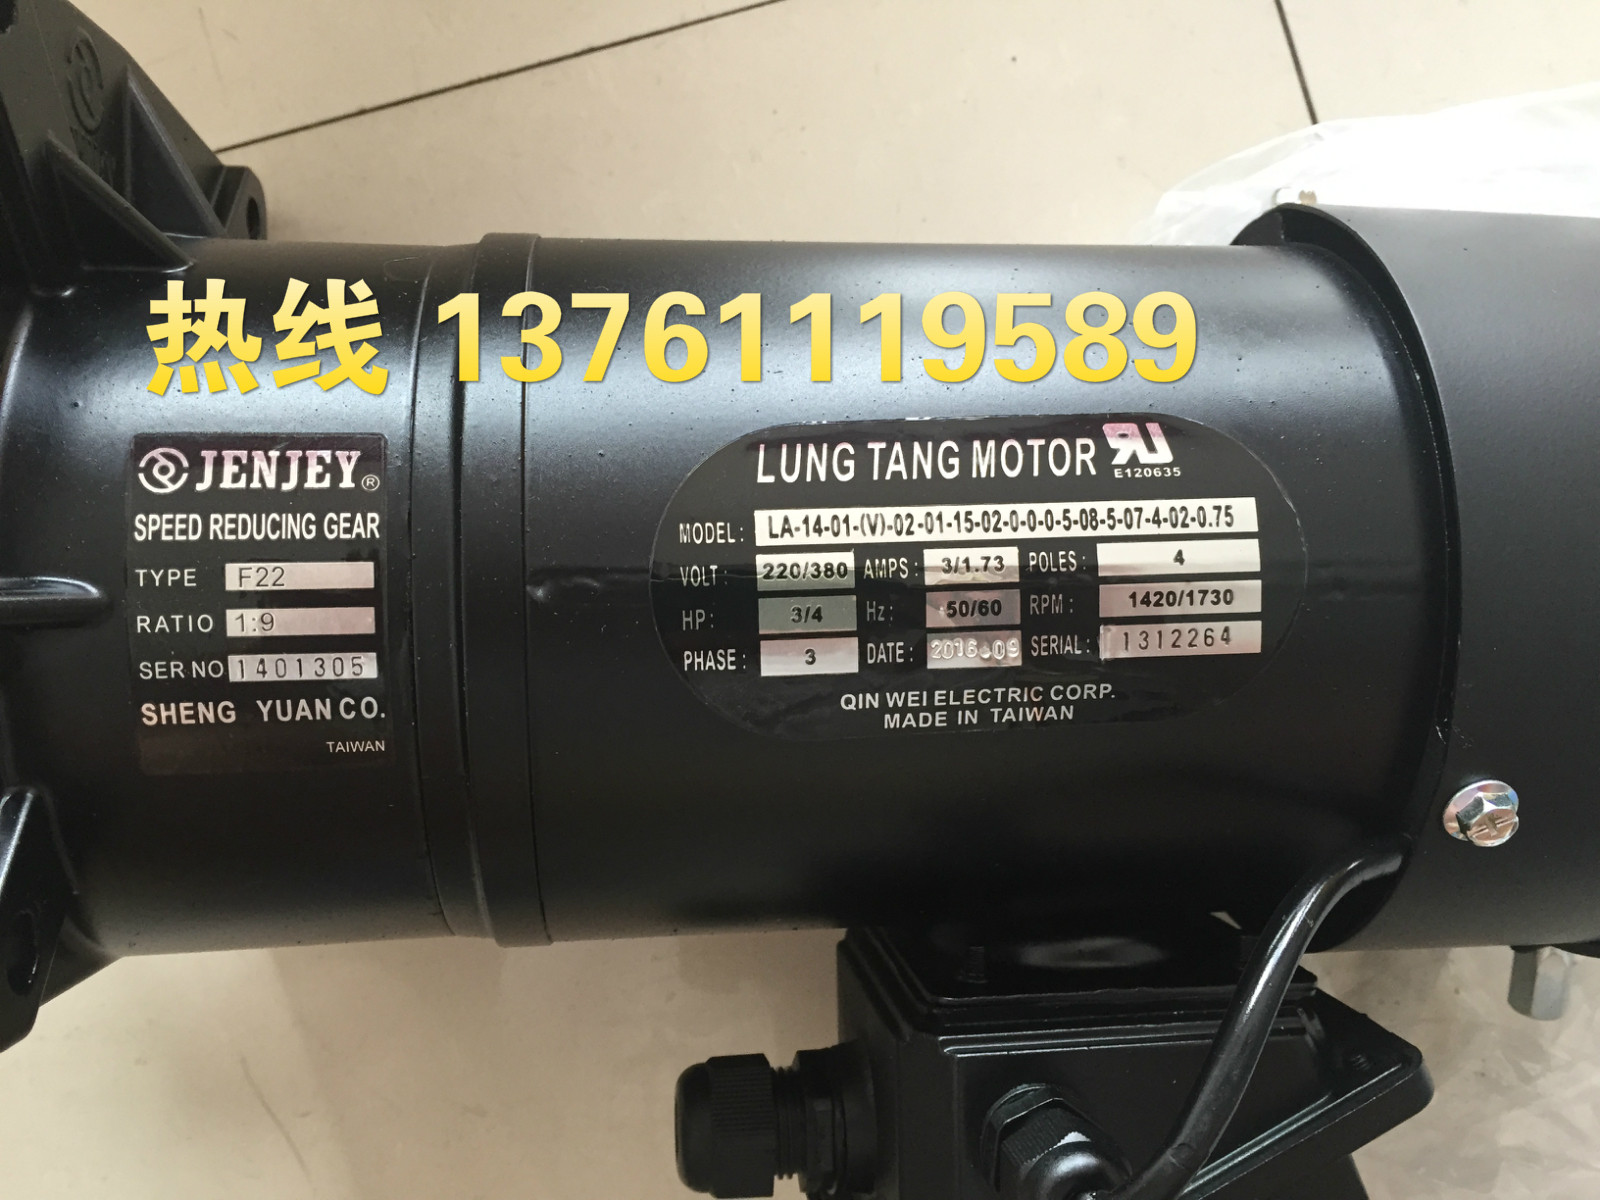 热线 13761119589
JENJEY®
SPEED REDUCING GEAR
TYPE F22
RATIO 1:9
SER·NO 1401305
SHENG YUAN CO.
TAIWAN
LUNG TANG MOTOR RU
E120635
MODEL : LA-14-01-(V)-02-01-15-02-0-0-0-5-08-5-07-4-02-0.75
VOLT : 220/380 AMPS : 3/1.73 POLES : 4
HP : 3/4 Hz : 50/60 RPM : 1420/1730
PHASE : 3 DATE : 2016.09 SERIAL : 1312264
QIN WEI ELECTRIC CORP.
MADE IN TAIWAN